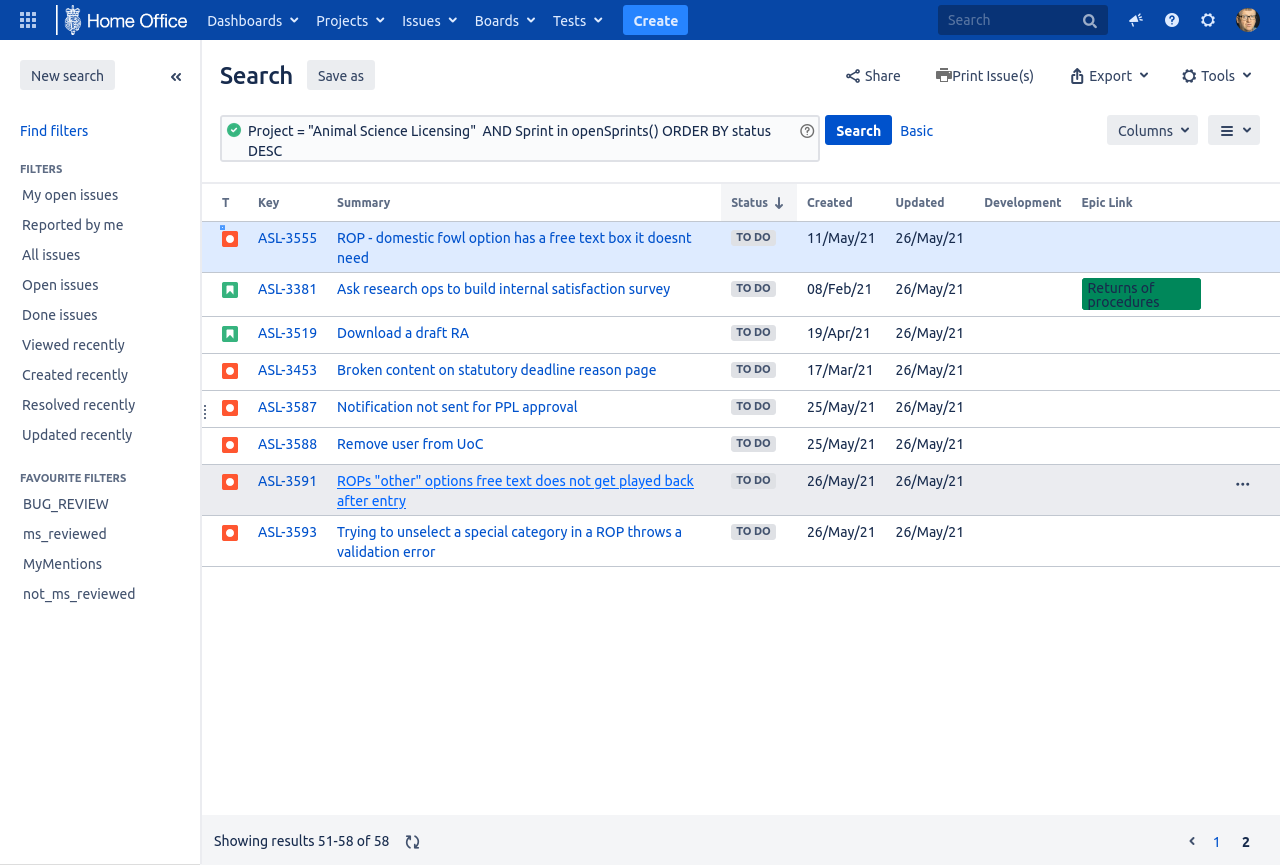 Home Office Dashboards Projects Issues Boards Tests Create Search
New search
«
Search Save as Share Print Issue(s) Export Tools
Find filters
Project = "Animal Science Licensing"  AND Sprint in openSprints() ORDER BY status
DESC
Search Basic Columns
FILTERS
My open issues
Reported by me
All issues
Open issues
Done issues
Viewed recently
Created recently
Resolved recently
Updated recently
FAVOURITE FILTERS
BUG_REVIEW
ms_reviewed
MyMentions
not_ms_reviewed
T Key Summary Status ↓ Created Updated Development Epic Link
ASL-3555 ROP - domestic fowl option has a free text box it doesnt TO DO 11/May/21 26/May/21
need
ASL-3381 Ask research ops to build internal satisfaction survey TO DO 08/Feb/21 26/May/21 Returns of
procedures
ASL-3519 Download a draft RA TO DO 19/Apr/21 26/May/21
ASL-3453 Broken content on statutory deadline reason page TO DO 17/Mar/21 26/May/21
ASL-3587 Notification not sent for PPL approval TO DO 25/May/21 26/May/21
ASL-3588 Remove user from UoC TO DO 25/May/21 26/May/21
ASL-3591 ROPs "other" options free text does not get played back TO DO 26/May/21 26/May/21
after entry
ASL-3593 Trying to unselect a special category in a ROP throws a TO DO 26/May/21 26/May/21
validation error
Showing results 51-58 of 58 1 2